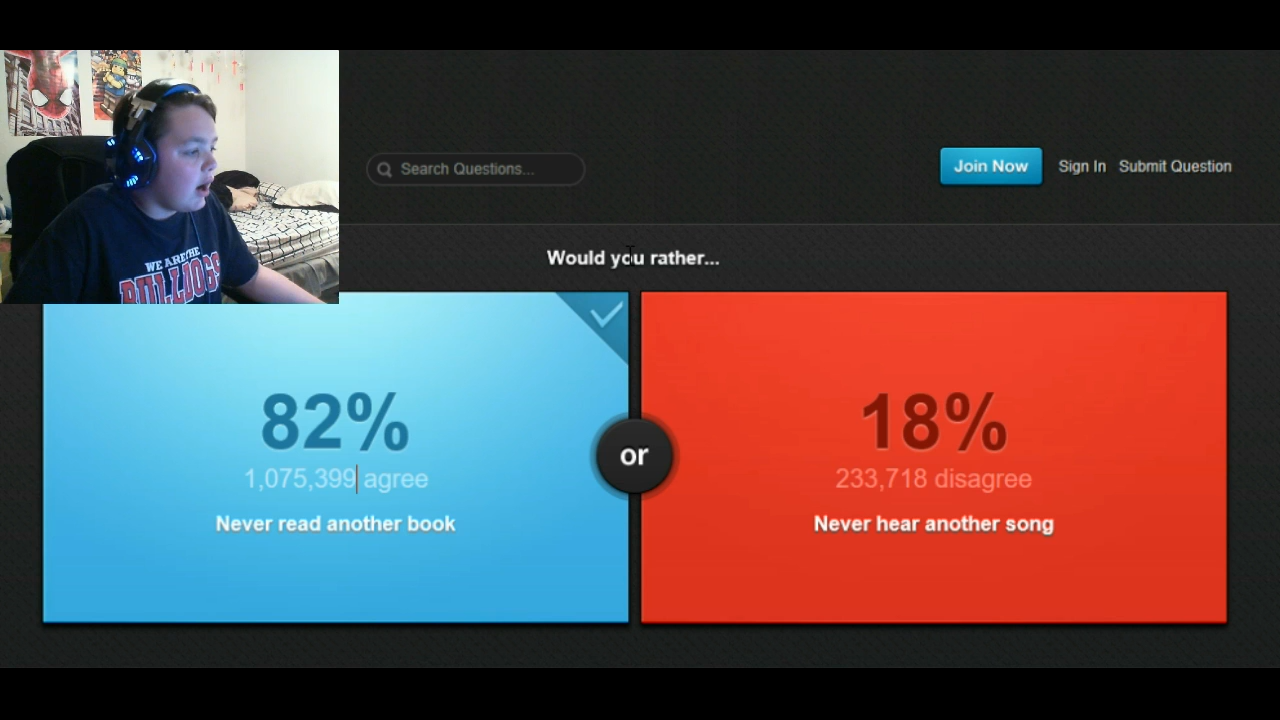 WE ARE THE
BULLDOGS
Search Questions...
Join Now
Sign In
Submit Question
Would you rather...
82%
1,075,399 agree
Never read another book
or
18%
233,718 disagree
Never hear another song